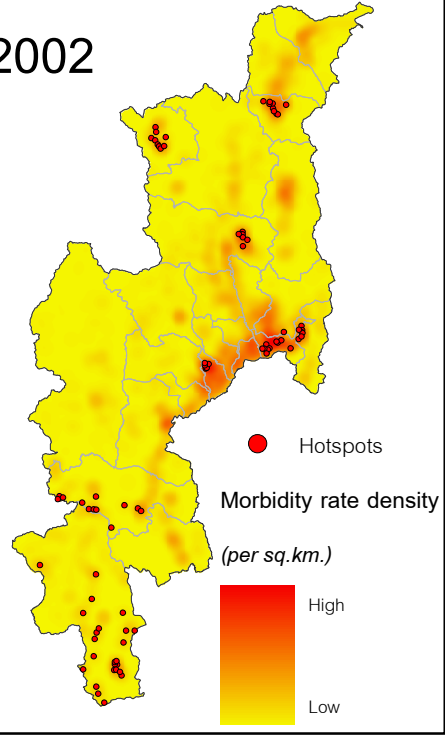 2002
Hotspots
Morbidity rate density
(per sq.km.)
High
Low